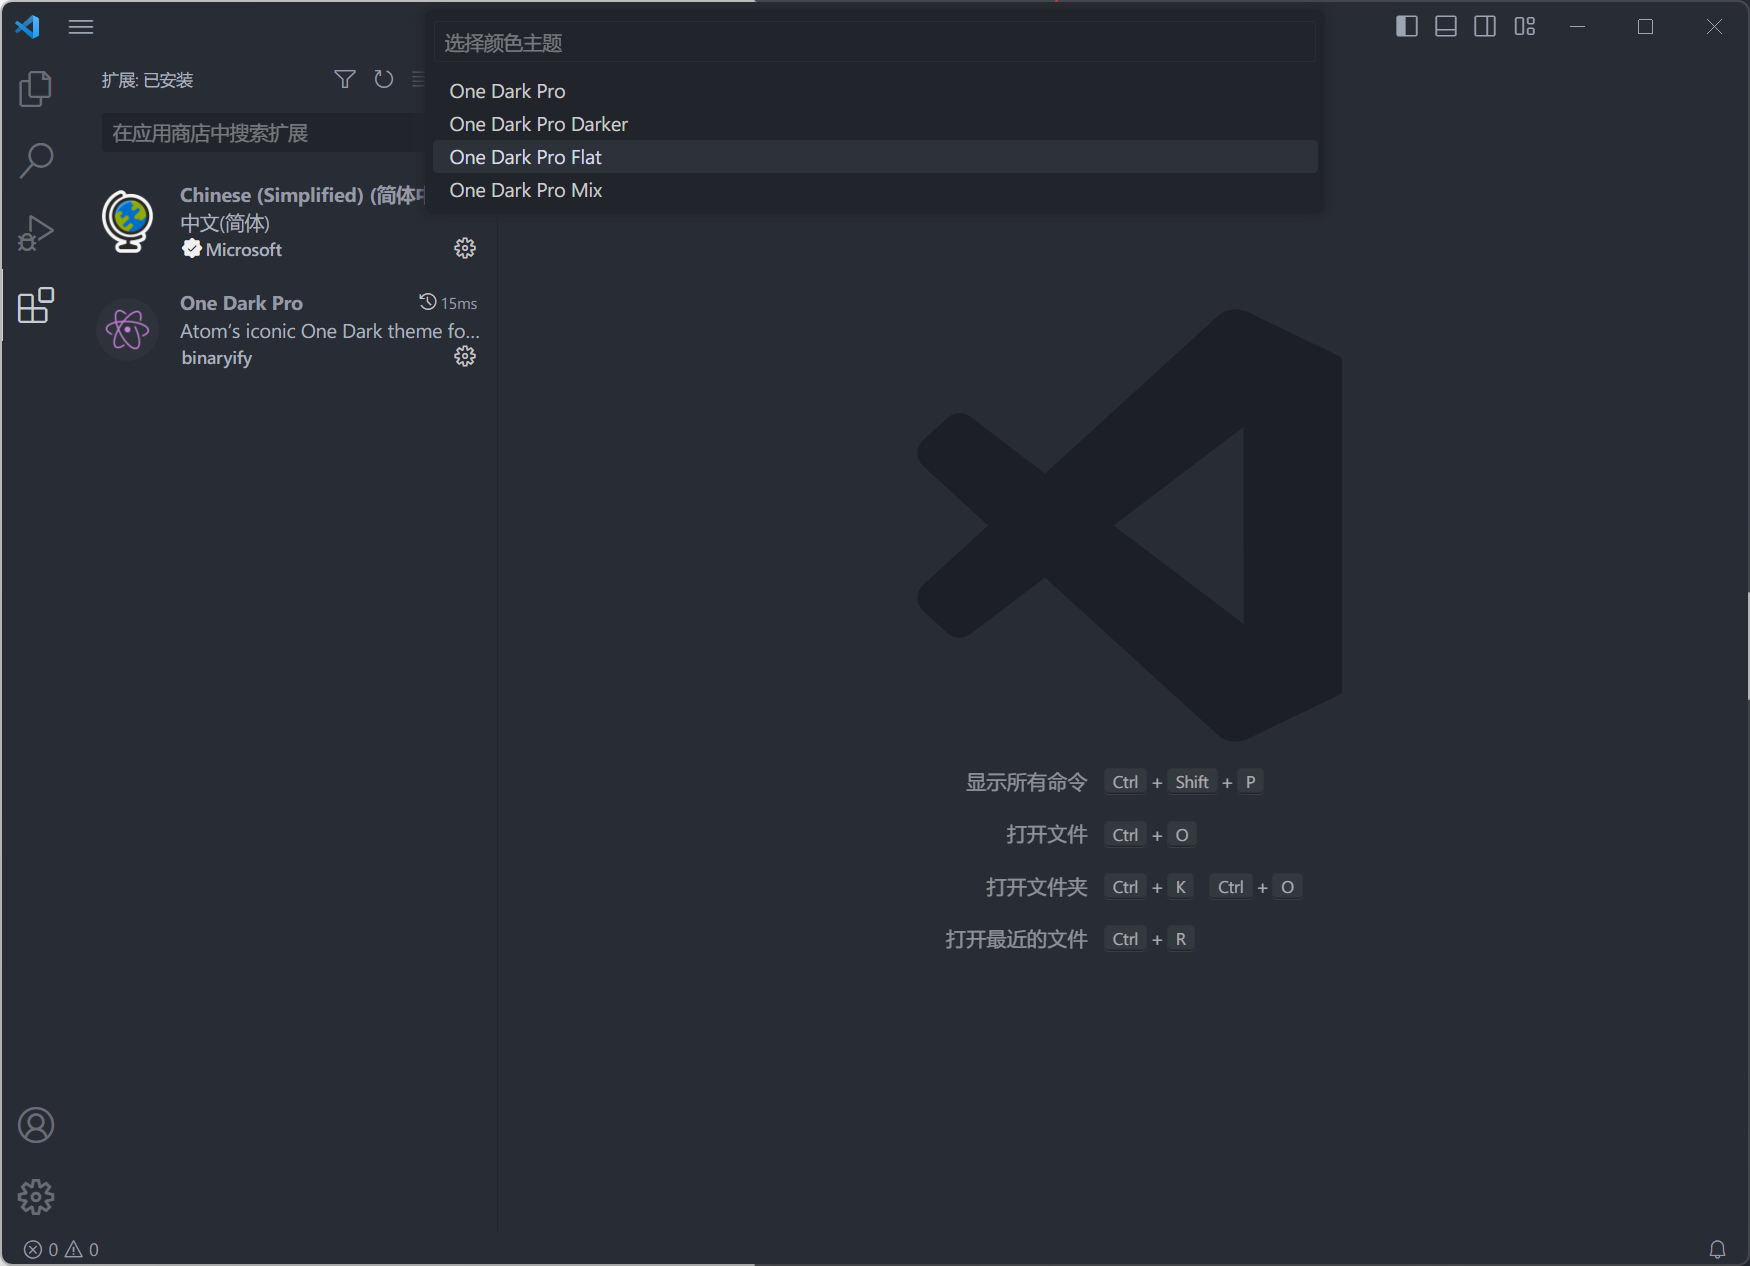 选择颜色主题
One Dark Pro
One Dark Pro Darker
One Dark Pro Flat
One Dark Pro Mix
扩展: 已安装
在应用商店中搜索扩展
Chinese (Simplified) (简体中
中文(简体)
Microsoft
One Dark Pro 15ms
Atom's iconic One Dark theme fo...
binaryify
显示所有命令 Ctrl + Shift + P
打开文件 Ctrl + O
打开文件夹 Ctrl + K Ctrl + O
打开最近的文件 Ctrl + R
0 0